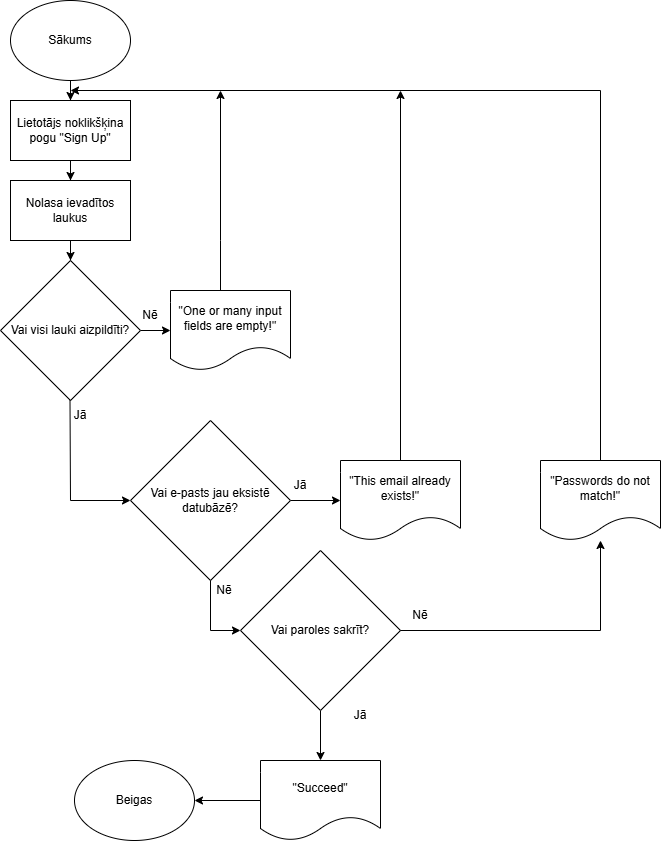 Sākums
Lietotājs noklikšķina
pogu "Sign Up"
Nolasa ievadītos
laukus
Vai visi lauki aizpildīti?
Nē
"One or many input
fields are empty!"
Jā
Vai e-pasts jau eksistē
datubāzē?
Jā
"This email already
exists!"
"Passwords do not
match!"
Nē
Vai paroles sakrīt?
Nē
Jā
"Succeed"
Beigas